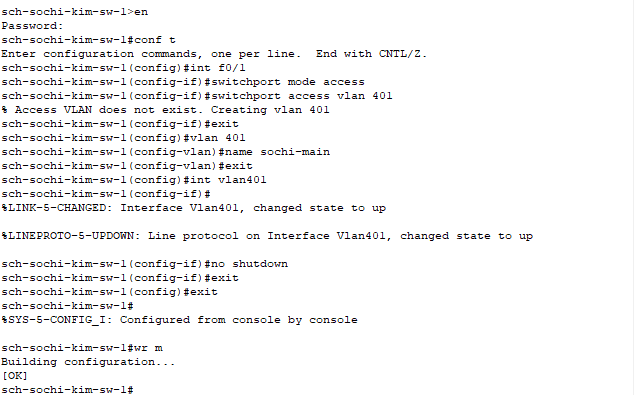 sch-sochi-kim-sw-1>en
Password:
sch-sochi-kim-sw-1#conf t
Enter configuration commands, one per line.  End with CNTL/Z.
sch-sochi-kim-sw-1(config)#int f0/1
sch-sochi-kim-sw-1(config-if)#switchport mode access
sch-sochi-kim-sw-1(config-if)#switchport access vlan 401
% Access VLAN does not exist. Creating vlan 401
sch-sochi-kim-sw-1(config-if)#exit
sch-sochi-kim-sw-1(config)#vlan 401
sch-sochi-kim-sw-1(config-vlan)#name sochi-main
sch-sochi-kim-sw-1(config-vlan)#exit
sch-sochi-kim-sw-1(config)#int vlan401
sch-sochi-kim-sw-1(config-if)#
%LINK-5-CHANGED: Interface Vlan401, changed state to up

%LINEPROTO-5-UPDOWN: Line protocol on Interface Vlan401, changed state to up

sch-sochi-kim-sw-1(config-if)#no shutdown
sch-sochi-kim-sw-1(config-if)#exit
sch-sochi-kim-sw-1(config)#exit
sch-sochi-kim-sw-1#
%SYS-5-CONFIG_I: Configured from console by console

sch-sochi-kim-sw-1#wr m
Building configuration...
[OK]
sch-sochi-kim-sw-1#